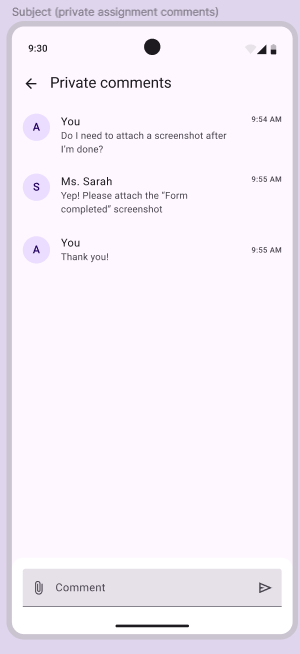 Subject (private assignment comments)
9:30
Private comments
A
You
9:54 AM
Do I need to attach a screenshot after
I'm done?
S
Ms. Sarah
9:55 AM
Yep! Please attach the “Form
completed” screenshot
A
You
9:55 AM
Thank you!
Comment